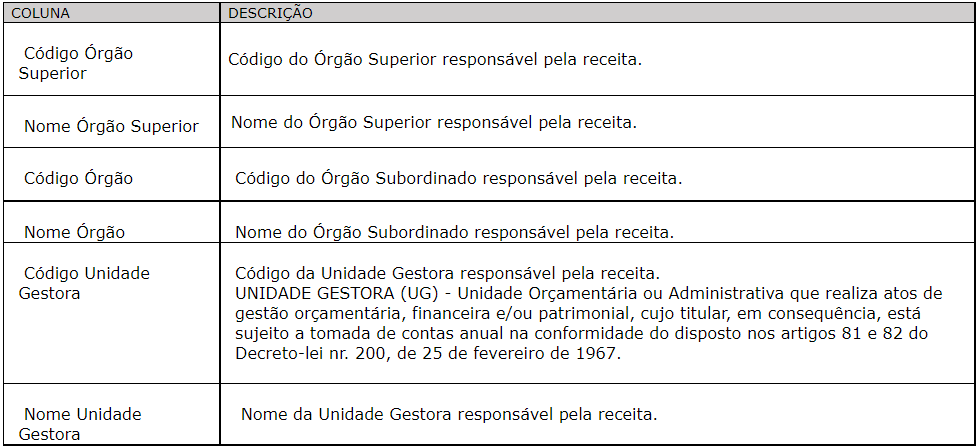 COLUNA
DESCRIÇÃO
Código Órgão
Superior
Código do Órgão Superior responsável pela receita.
Nome Órgão Superior
Nome do Órgão Superior responsável pela receita.
Código Órgão
Código do Órgão Subordinado responsável pela receita.
Nome Órgão
Nome do Órgão Subordinado responsável pela receita.
Código Unidade
Gestora
Código da Unidade Gestora responsável pela receita.
UNIDADE GESTORA (UG) - Unidade Orçamentária ou Administrativa que realiza atos de
gestão orçamentária, financeira e/ou patrimonial, cujo titular, em consequência, está
sujeito a tomada de contas anual na conformidade do disposto nos artigos 81 e 82 do
Decreto-lei nr. 200, de 25 de fevereiro de 1967.
Nome Unidade
Gestora
Nome da Unidade Gestora responsável pela receita.